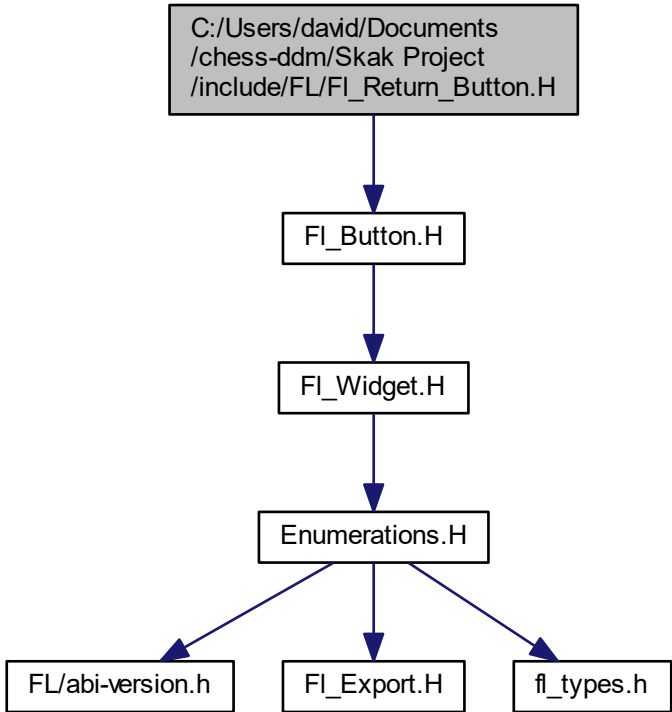 C:/Users/david/Documents
/chess-ddm/Skak Project
/include/FL/Fl_Return_Button.H
Fl_Button.H
Fl_Widget.H
Enumerations.H
FL/abi-version.h
Fl_Export.H
fl_types.h